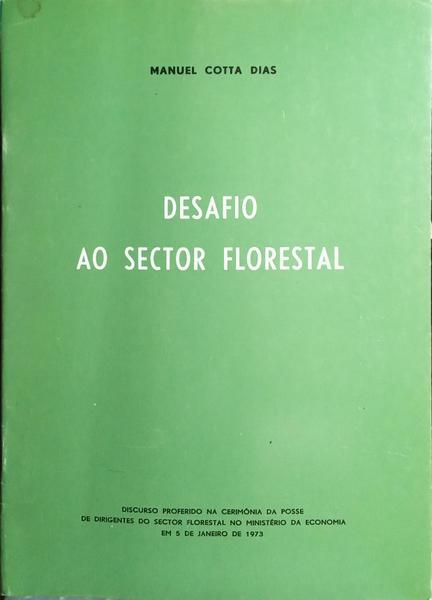 MANUEL COTTA DIAS
DESAFIO
AO SECTOR FLORESTAL
DISCURSO PROFERIDO NA CERIMÓNIA DA POSSE
DE DIRIGENTES DO SECTOR FLORESTAL NO MINISTÉRIO DA ECONOMIA
EM 5 DE JANEIRO DE 1973